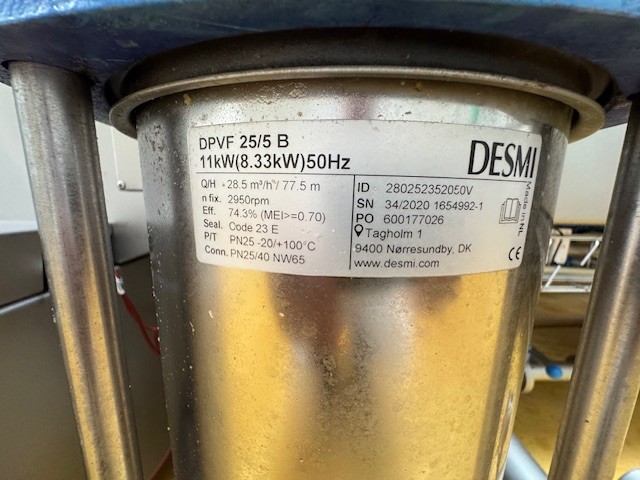 DPVF 25/5 B
11kW(8.33kW)50Hz
DESMI
Q/H 28.5 m³/h / 77.5 m
n fix. 2950rpm
Eff. 74.3% (MEI>=0.70)
Seal. Code 23 E
P/T PN25 -20/+100°C
Conn. PN25/40 NW65
ID 280252352050V
SN 34/2020 1654992-1
PO 600177026
Tagholm 1
9400 Nørresundby, DK
www.desmi.com
Made in NL
CE